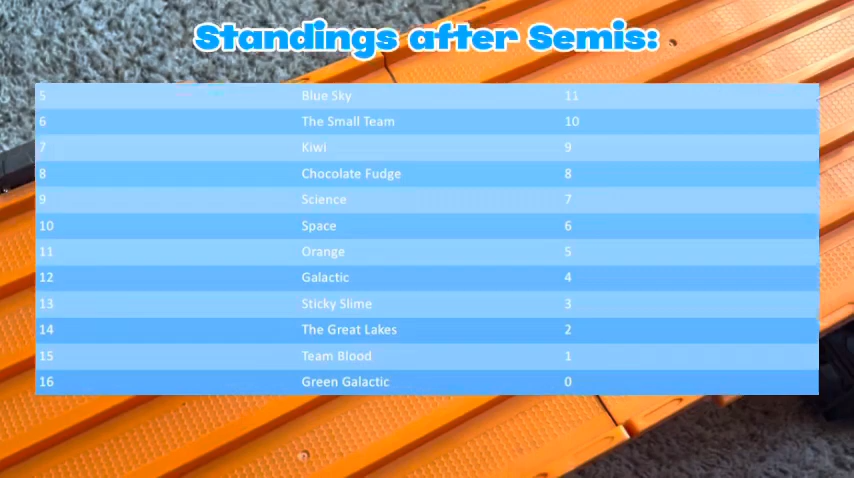 Standings after Semis:
5 Blue Sky 11
6 The Small Team 10
7 Kiwi 9
8 Chocolate Fudge 8
9 Science 7
10 Space 6
11 Orange 5
12 Galactic 4
13 Sticky Slime 3
14 The Great Lakes 2
15 Team Blood 1
16 Green Galactic 0